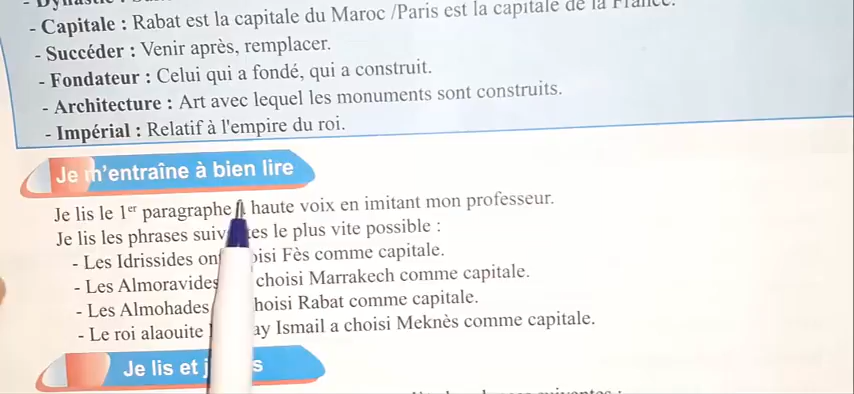 - Capitale : Rabat est la capitale du Maroc /Paris est la capitale de la France.
- Succéder : Venir après, remplacer.
- Fondateur : Celui qui a fondé, qui a construit.
- Architecture : Art avec lequel les monuments sont construits.
- Impérial : Relatif à l'empire du roi.
Je m'entraîne à bien lire
Je lis le 1er paragraphe à haute voix en imitant mon professeur.
Je lis les phrases suivantes le plus vite possible :
- Les Idrissides ont choisi Fès comme capitale.
- Les Almoravides choisi Marrakech comme capitale.
- Les Almohades choisi Rabat comme capitale.
- Le roi alaouite Ismail a choisi Meknès comme capitale.
Je lis et